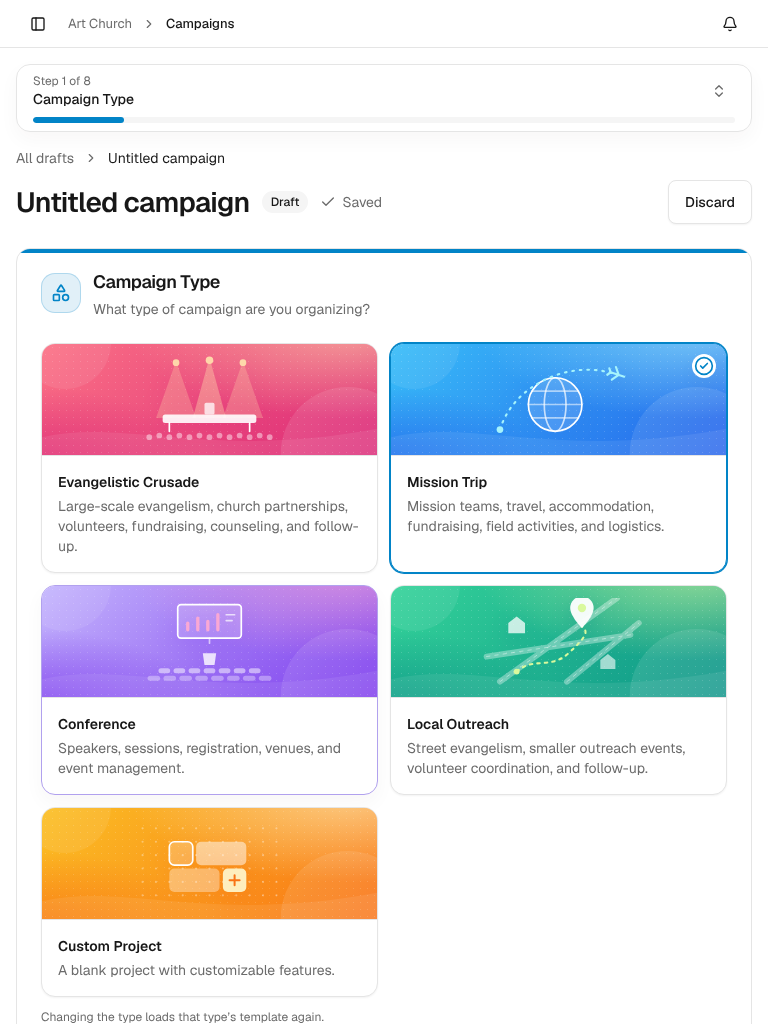 Art Church > Campaigns
Step 1 of 8
Campaign Type
All drafts > Untitled campaign
Untitled campaign Draft Saved Discard
Campaign Type
What type of campaign are you organizing?
Evangelistic Crusade
Large-scale evangelism, church partnerships,
volunteers, fundraising, counseling, and follow-
up.
Mission Trip
Mission teams, travel, accommodation,
fundraising, field activities, and logistics.
Conference
Speakers, sessions, registration, venues, and
event management.
Local Outreach
Street evangelism, smaller outreach events,
volunteer coordination, and follow-up.
Custom Project
A blank project with customizable features.
Changing the type loads that type's template again.